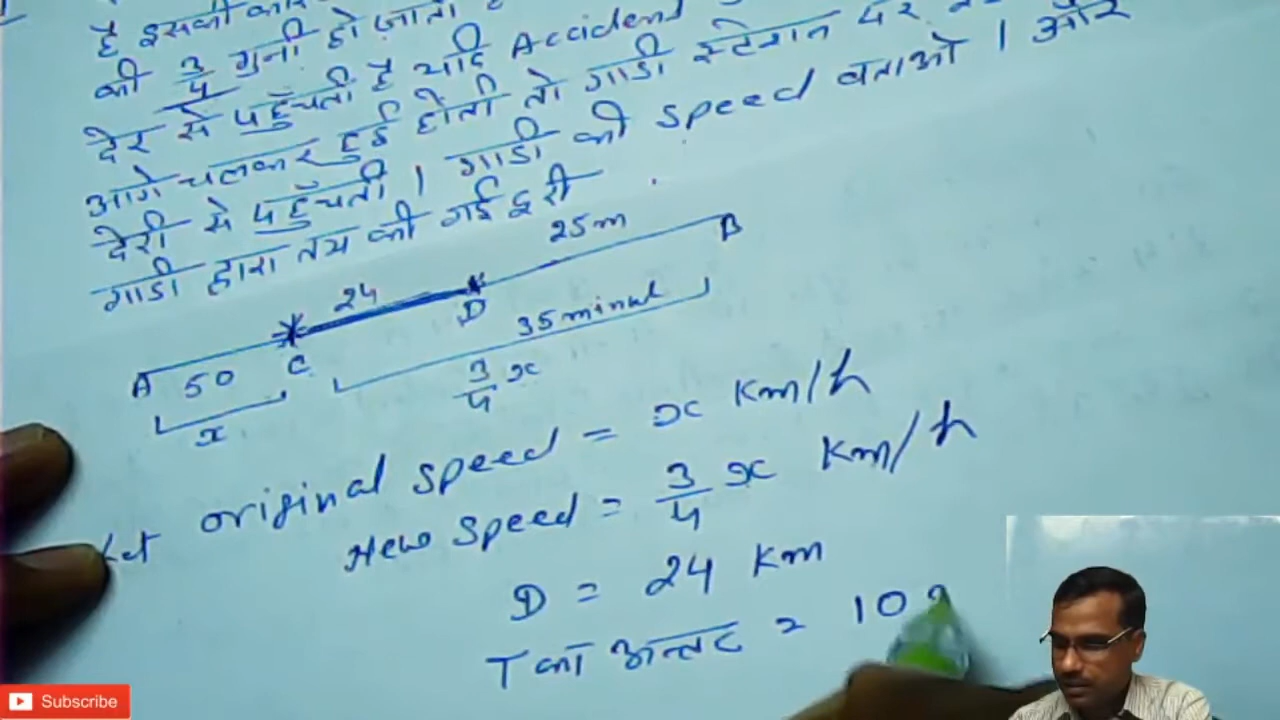 है इसकी
की 3/4 गुनी हो जाती है
देर से पहुँचती है यदि Accident
आगे चलकर हुई होती तो गाडी स्टेशन पर
देरी से पहुँचती । गाडी की speed बताओ । और
गाडी द्वारा तय की गई दूरी
24 25m B
A 50 C D 35 minut
x 3/4 x
Let original speed = x Km/h
New speed = 3/4 x Km/h
D = 24 Km
T का अन्तर = 10
Subscribe